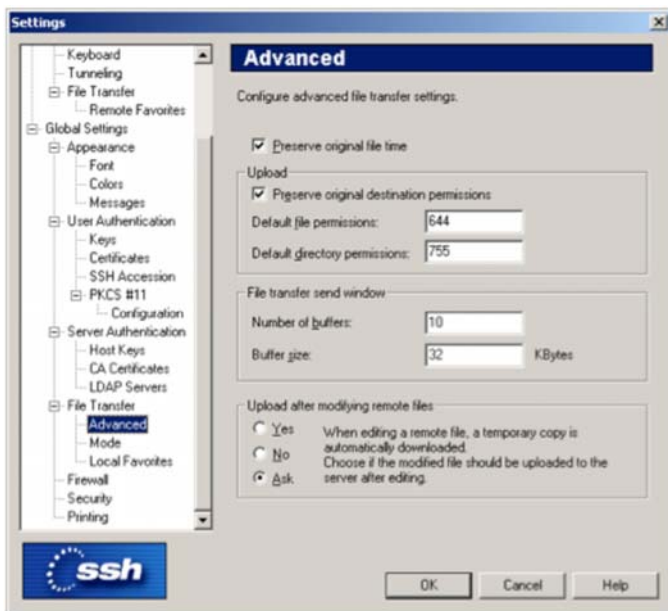 Settings
Keyboard
Tunneling
File Transfer
Remote Favorites
Global Settings
Appearance
Font
Colors
Messages
User Authentication
Keys
Certificates
SSH Accession
PKCS #11
Configuration
Server Authentication
Host Keys
CA Certificates
LDAP Servers
File Transfer
Advanced
Mode
Local Favorites
Firewall
Security
Printing
ssh
Advanced
Configure advanced file transfer settings.
Preserve original file time
Upload
Preserve original destination permissions
Default file permissions: 644
Default directory permissions: 755
File transfer send window
Number of buffers: 10
Buffer size: 32 KBytes
Upload after modifying remote files
Yes
No
Ask
When editing a remote file, a temporary copy is
automatically downloaded.
Choose if the modified file should be uploaded to the
server after editing.
OK Cancel Help